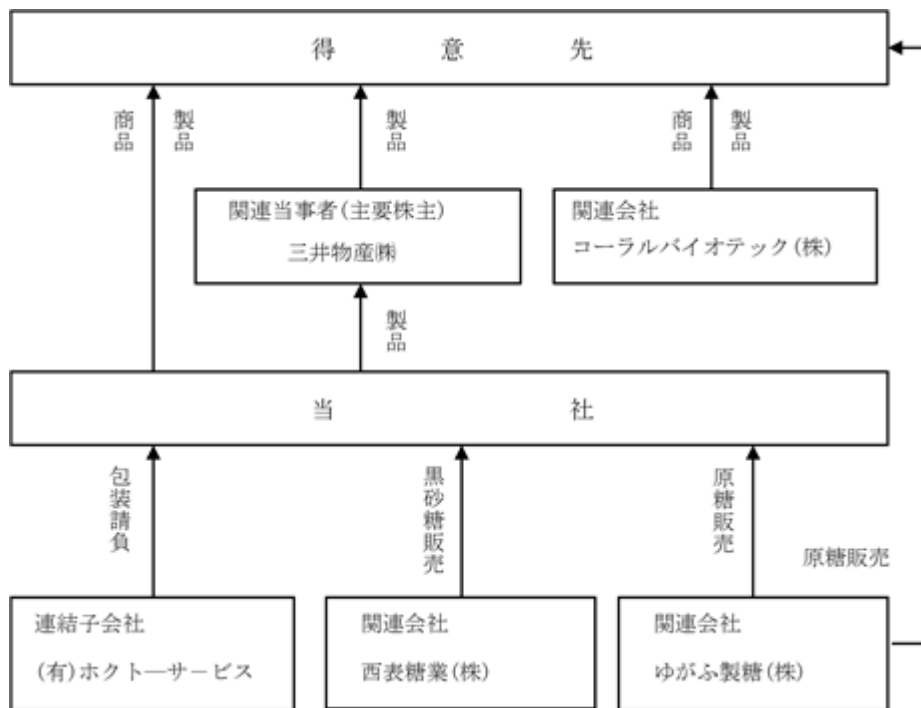 得意先
商品
製品
製品
商品
製品
関連当事者(主要株主)
三井物産㈱
関連会社
コーラルバイオテック(株)
製品
当社
包装請負
黒砂糖販売
原糖販売
原糖販売
連結子会社
(有)ホクト―サービス
関連会社
西表糖業(株)
関連会社
ゆがふ製糖(株)